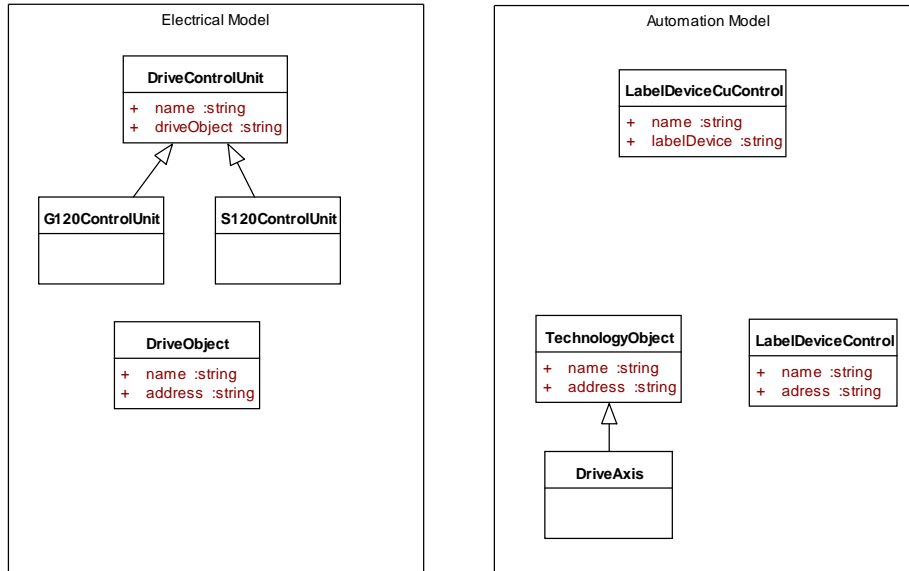 Electrical Model
DriveControlUnit
+ name :string
+ driveObject :string
G120ControlUnit
S120ControlUnit
DriveObject
+ name :string
+ address :string
Automation Model
LabelDeviceCuControl
+ name :string
+ labelDevice :string
TechnologyObject
+ name :string
+ address :string
LabelDeviceControl
+ name :string
+ adress :string
DriveAxis